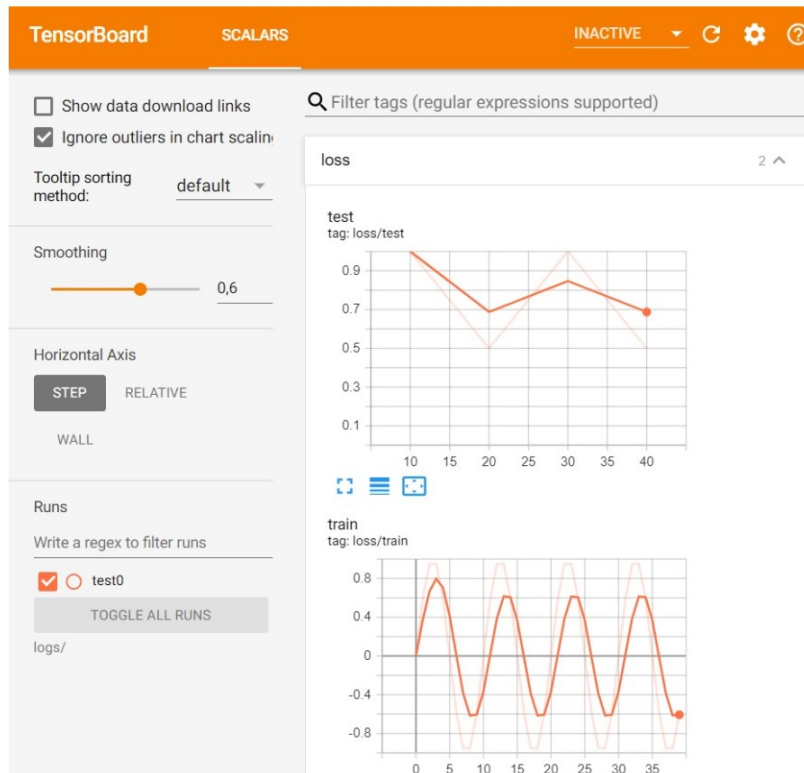 TensorBoard
SCALARS
INACTIVE
Show data download links
Ignore outliers in chart scalin
Tooltip sorting
method:
default
Smoothing
0,6
Horizontal Axis
STEP
RELATIVE
WALL
Runs
Write a regex to filter runs
test0
TOGGLE ALL RUNS
logs/
Filter tags (regular expressions supported)
loss
2
test
tag: loss/test
0.9
0.7
0.5
0.3
0.1
10 15 20 25 30 35 40
train
tag: loss/train
0.8
0.4
0
-0.4
-0.8
0 5 10 15 20 25 30 35